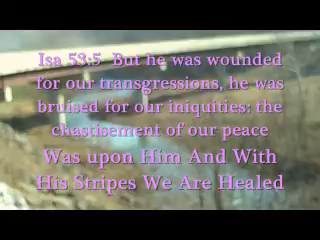 Isa 53:5 But he was wounded
for our transgressions, he was
bruised for our iniquities: the
chastisement of our peace
Was upon Him And With
His Stripes We Are Healed